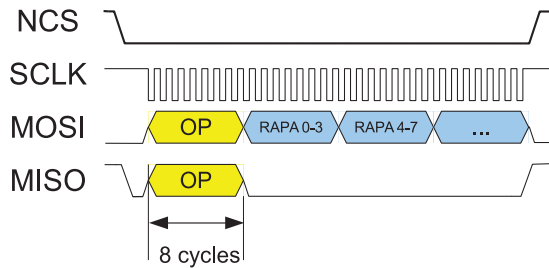 NCS
SCLK
MOSI OP RAPA 0-3 RAPA 4-7 ...
MISO OP
8 cycles